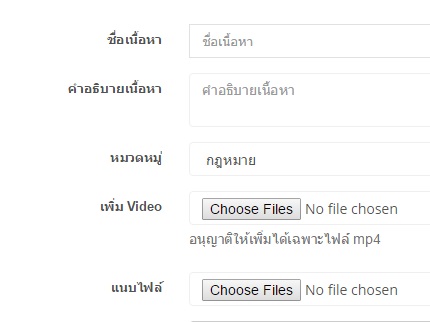 ชื่อเนื้อหา ชื่อเนื้อหา
คำอธิบายเนื้อหา คำอธิบายเนื้อหา
หมวดหมู่ กฎหมาย
เพิ่ม Video Choose Files No file chosen
อนุญาติให้เพิ่มได้เฉพาะไฟล์ mp4
แนบไฟล์ Choose Files No file chosen